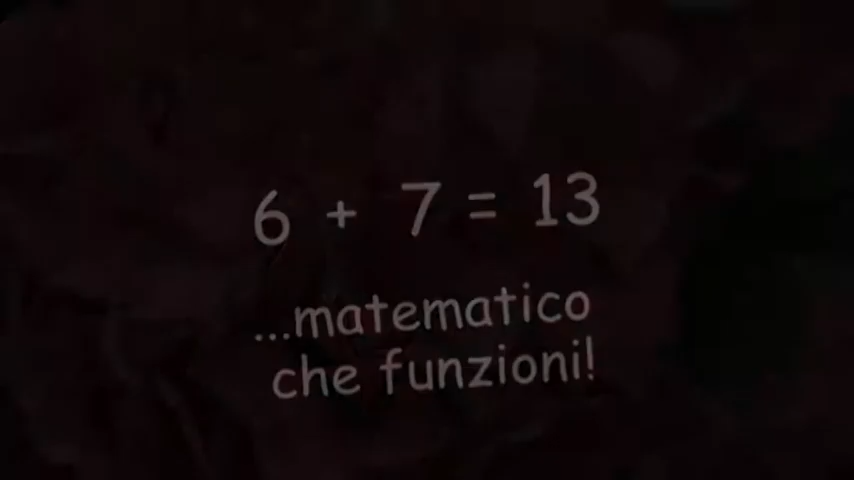 6 + 7 = 13
...matematico
che funzioni!